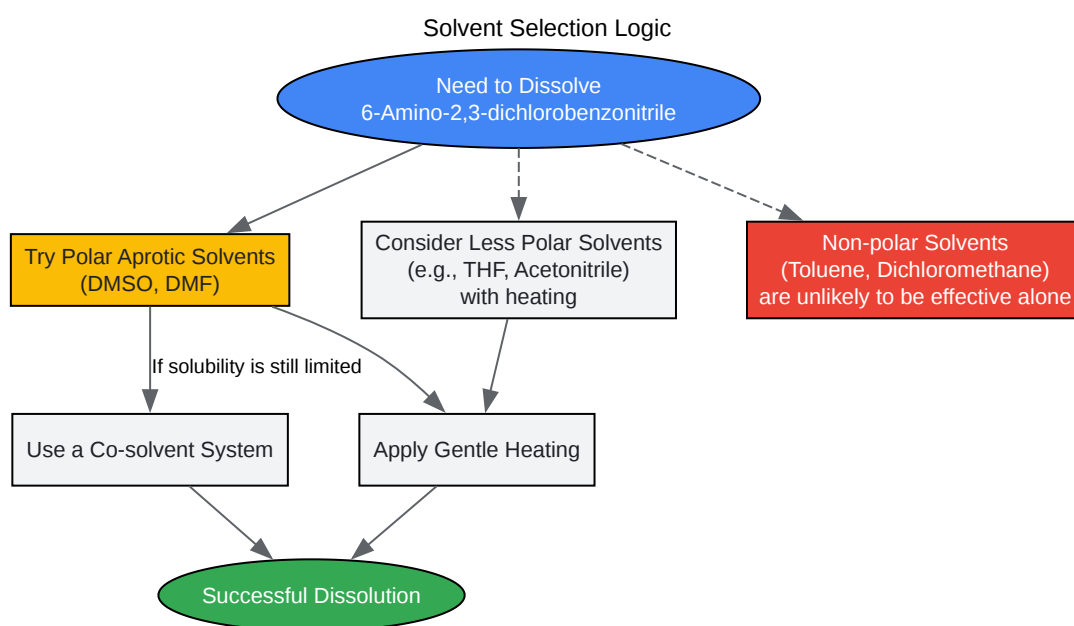 Solvent Selection Logic
Need to Dissolve
6-Amino-2,3-dichlorobenzonitrile
Try Polar Aprotic Solvents
(DMSO, DMF)
Consider Less Polar Solvents
(e.g., THF, Acetonitrile)
with heating
Non-polar Solvents
(Toluene, Dichloromethane)
are unlikely to be effective alone
If solubility is still limited
Use a Co-solvent System
Apply Gentle Heating
Successful Dissolution